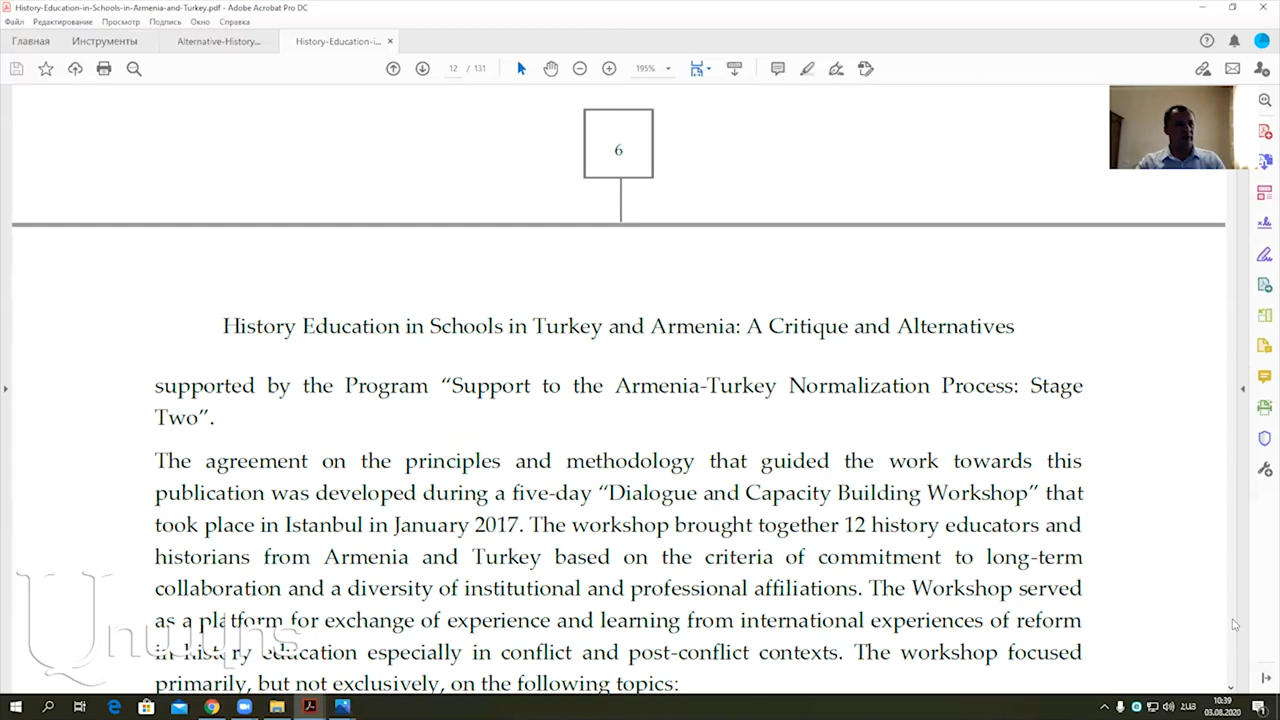 History-Education-in-Schools-in-Armenia-and-Turkey.pdf - Adobe Acrobat Pro DC
Файл Редактирование Просмотр Подпись Окно Справка
Главная Инструменты Alternative-History... History-Education-i... ×
12 / 131 195%
6
History Education in Schools in Turkey and Armenia: A Critique and Alternatives
supported by the Program “Support to the Armenia-Turkey Normalization Process: Stage
Two”.
The agreement on the principles and methodology that guided the work towards this
publication was developed during a five-day “Dialogue and Capacity Building Workshop” that
took place in Istanbul in January 2017. The workshop brought together 12 history educators and
historians from Armenia and Turkey based on the criteria of commitment to long-term
collaboration and a diversity of institutional and professional affiliations. The Workshop served
as a platform for exchange of experience and learning from international experiences of reform
in history education especially in conflict and post-conflict contexts. The workshop focused
primarily, but not exclusively, on the following topics:
10:39
03.08.2020